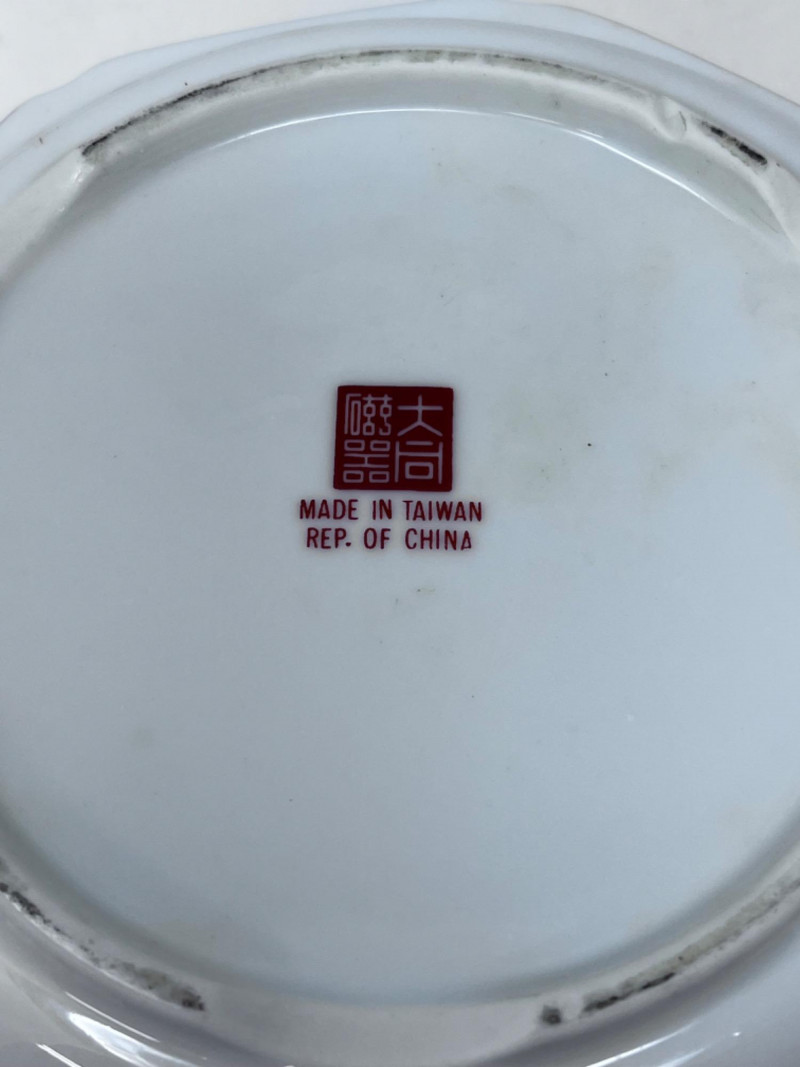 大同
磁器
MADE IN TAIWAN
REP. OF CHINA